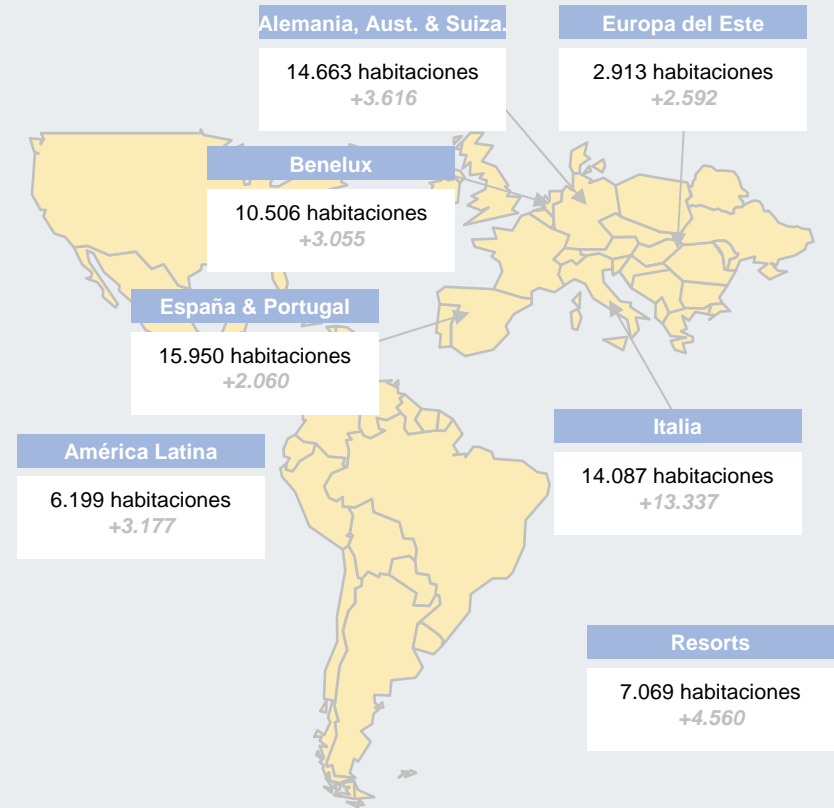 Alemania, Aust. & Suiza.
14.663 habitaciones
+3.616
Europa del Este
2.913 habitaciones
+2.592
Benelux
10.506 habitaciones
+3.055
España & Portugal
15.950 habitaciones
+2.060
Italia
14.087 habitaciones
+13.337
América Latina
6.199 habitaciones
+3.177
Resorts
7.069 habitaciones
+4.560